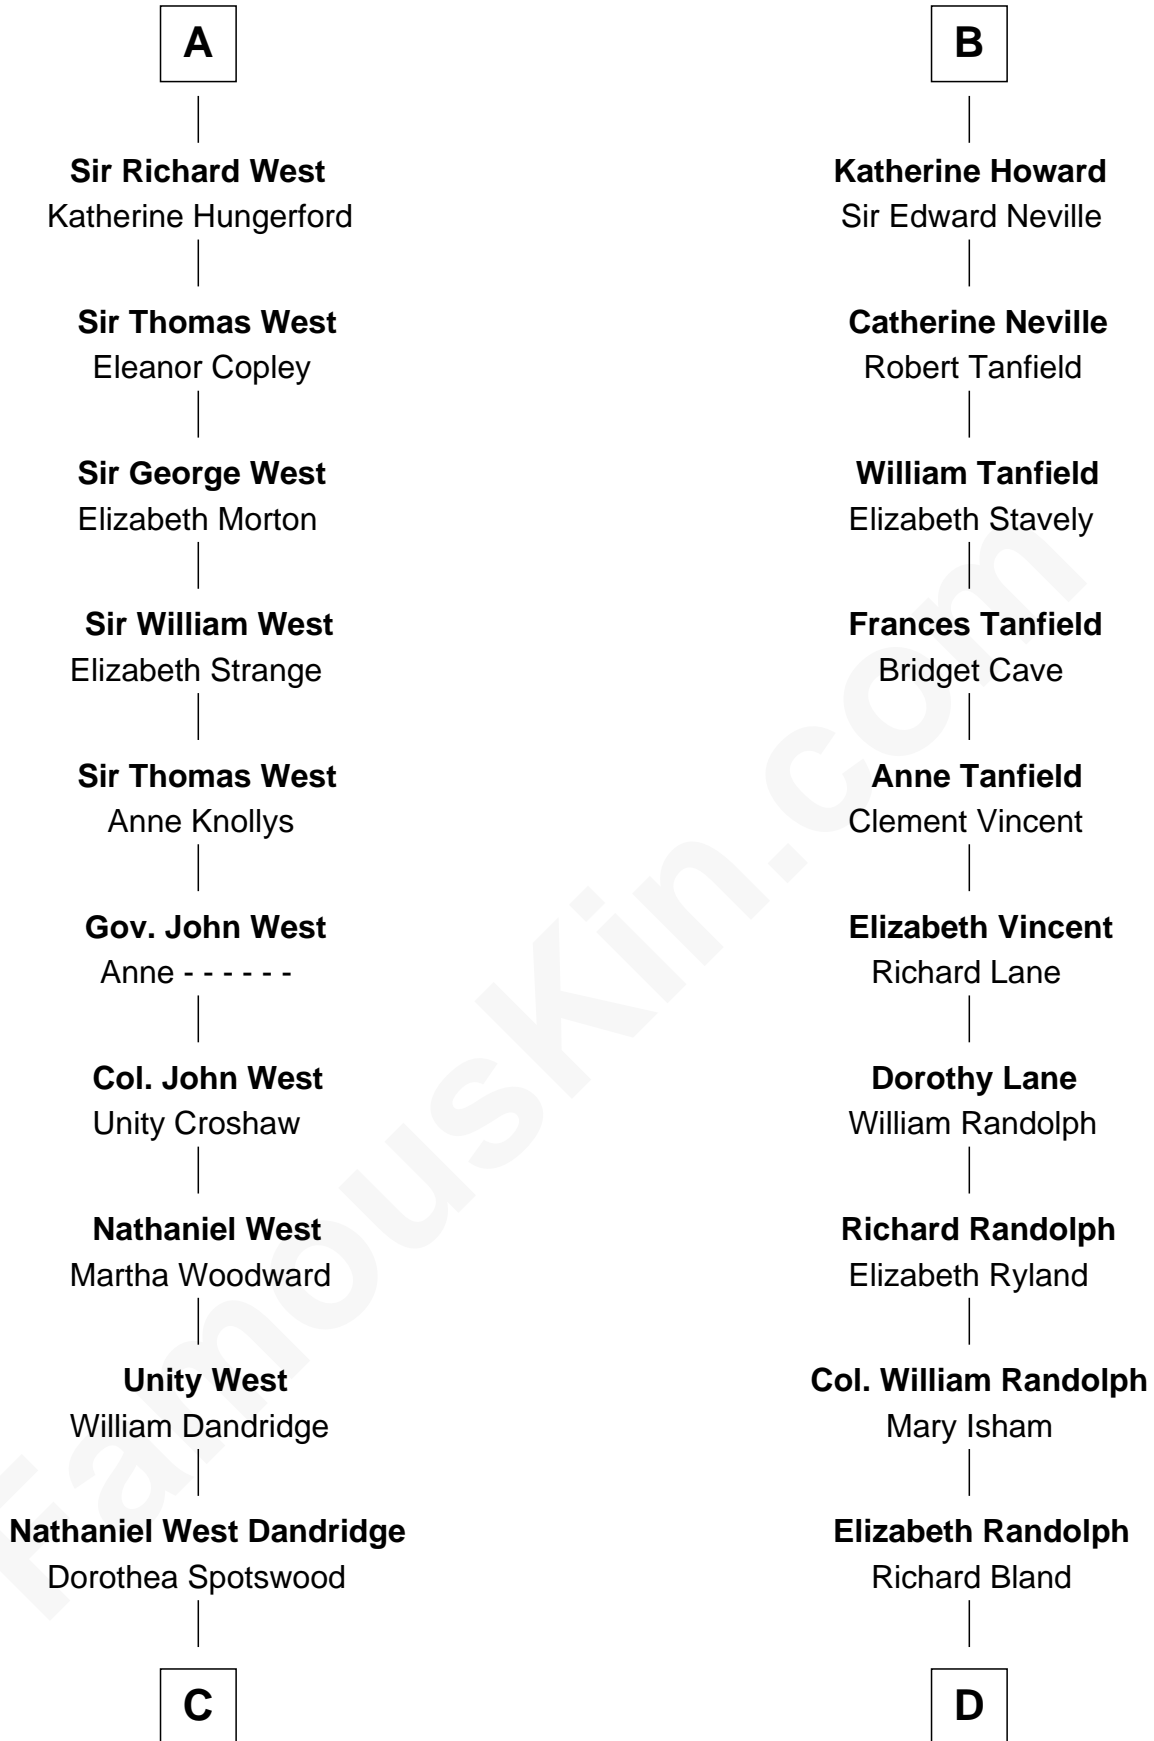 A
Sir Richard West
Katherine Hungerford
Sir Thomas West
Eleanor Copley
Sir George West
Elizabeth Morton
Sir William West
Elizabeth Strange
Sir Thomas West
Anne Knollys
Gov. John West
Anne - - - - - -
Col. John West
Unity Croshaw
Nathaniel West
Martha Woodward
Unity West
William Dandridge
Nathaniel West Dandridge
Dorothea Spotswood
C
B
Katherine Howard
Sir Edward Neville
Catherine Neville
Robert Tanfield
William Tanfield
Elizabeth Stavely
Frances Tanfield
Bridget Cave
Anne Tanfield
Clement Vincent
Elizabeth Vincent
Richard Lane
Dorothy Lane
William Randolph
Richard Randolph
Elizabeth Ryland
Col. William Randolph
Mary Isham
Elizabeth Randolph
Richard Bland
D
FamousKin.com